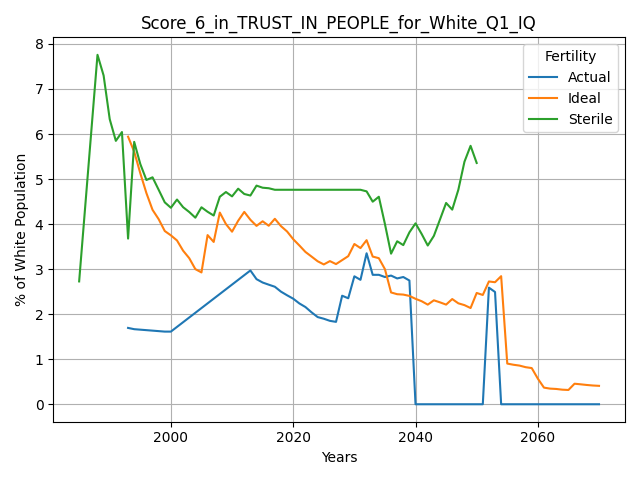 Score_6_in_TRUST_IN_PEOPLE_for_White_Q1_IQ
Fertility
Actual
Ideal
Sterile
% of White Population
8
7
6
5
4
3
2
1
0
2000
2020
2040
2060
Years